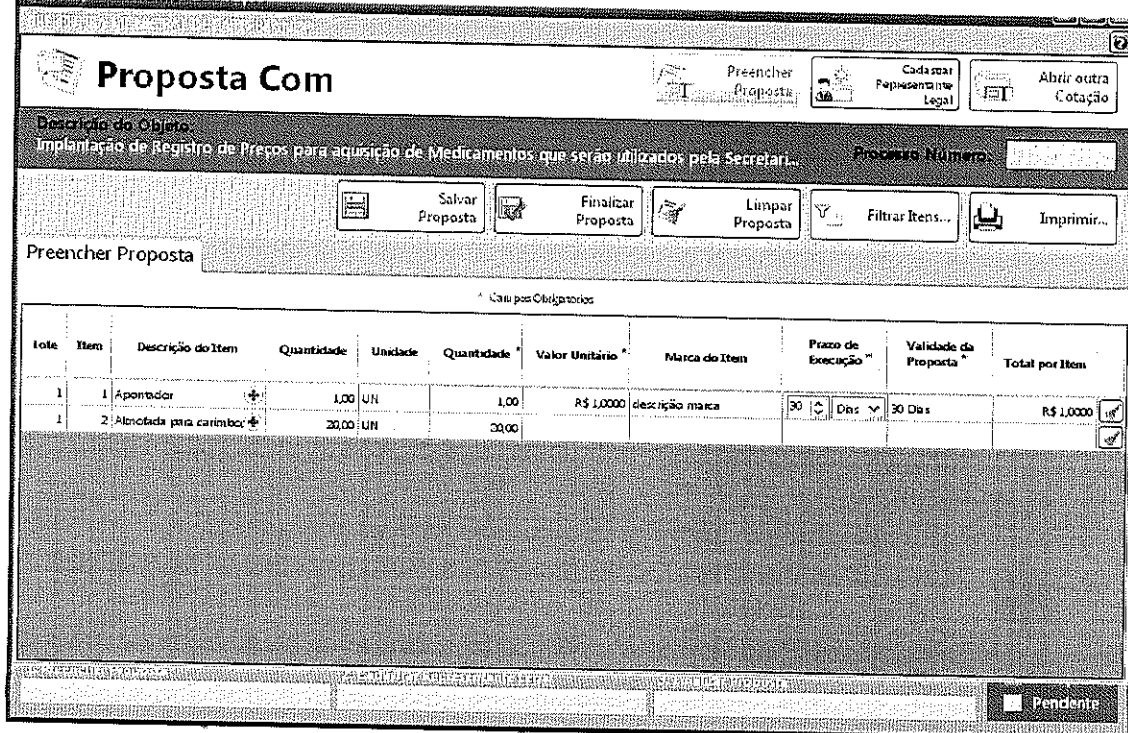 Proposta Com
Preencher
Proposta
Cadastrar
Representante
Legal
Abrir outra
Cotação
Descrição do Objeto:
Implantação de Registro de Preços para aquisição de Medicamentos que serão utilizados pela Secretari...
Processo Número:
Salvar
Proposta
Finalizar
Proposta
Limpar
Proposta
Filtrar Itens...
Imprimir...
Preencher Proposta
* Campos Obrigatórios
Lote Item Descrição do Item Quantidade Unidade Quantidade * Valor Unitário * Marca do Item Prazo de Execução * Validade da Proposta * Total por Item
1 1 Apontador 1,00 UN 1,00 R$ 1,0000 descrição marca 30 Dias 30 Dias R$ 1,0000
1 2 Almofada para carimbo 20,00 UN 20,00
Pendente